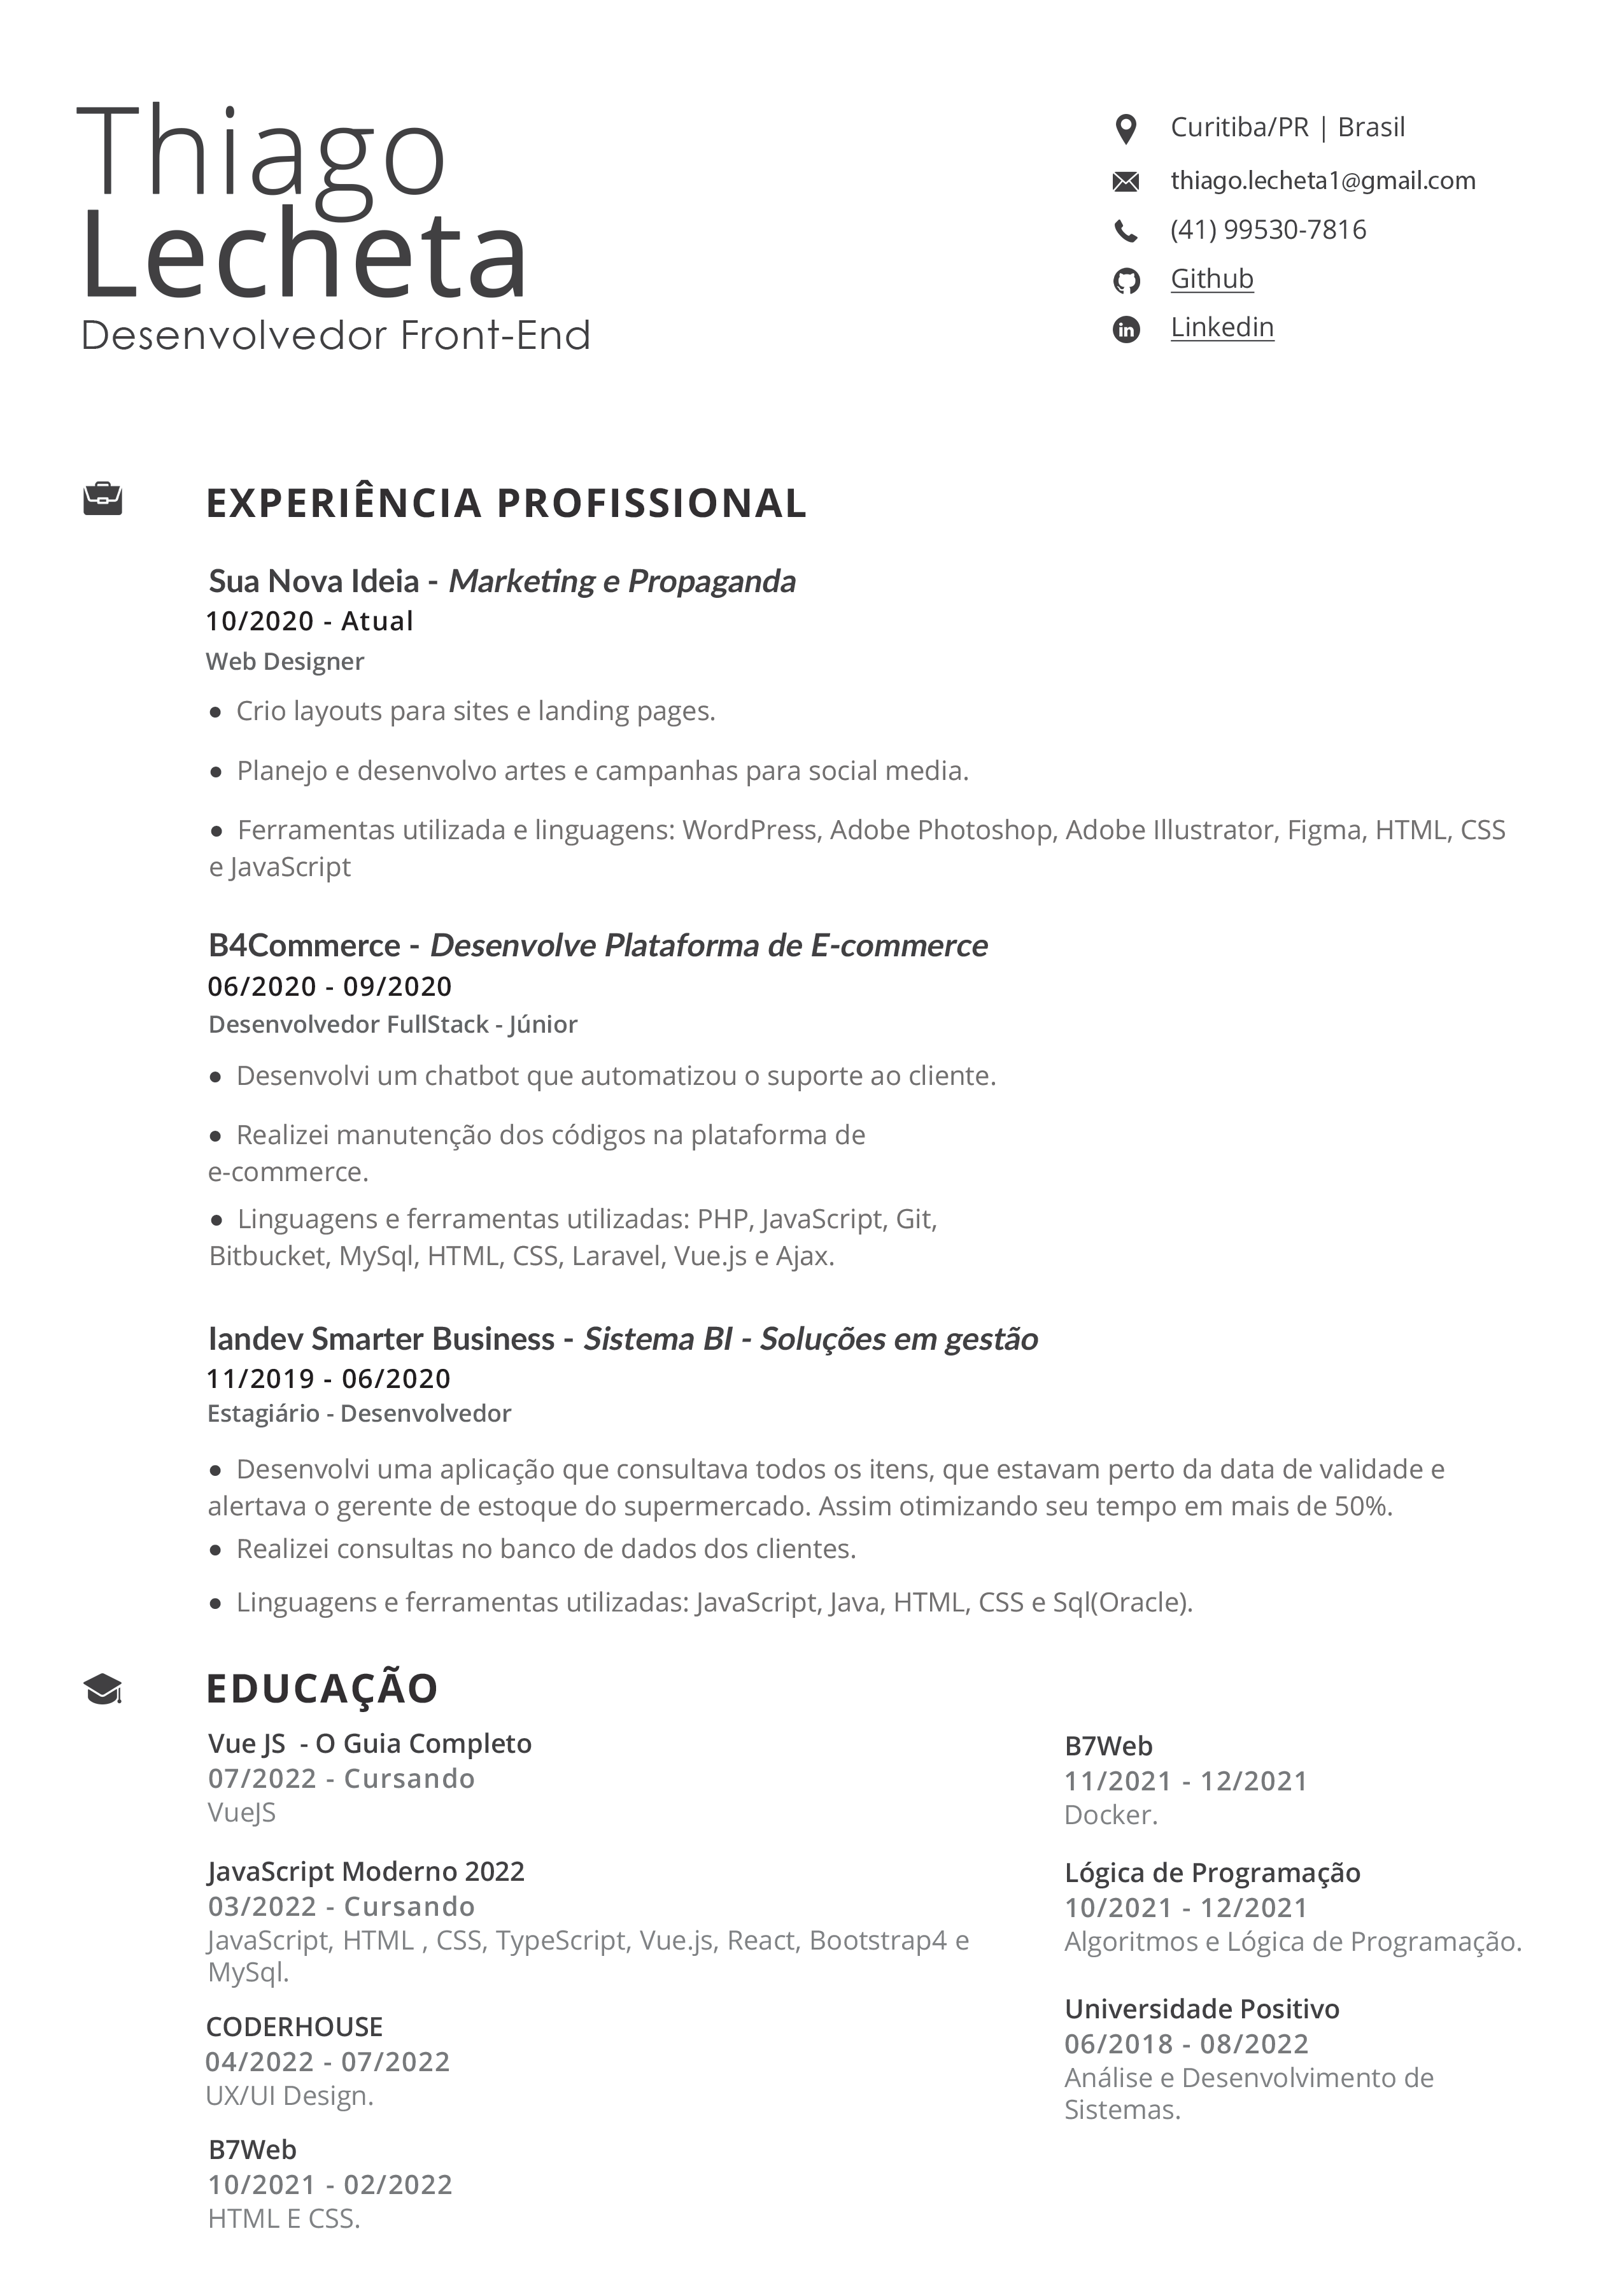 Thiago
Lecheta
Desenvolvedor Front-End
Curitiba/PR | Brasil
thiago.lecheta1@gmail.com
(41) 99530-7816
Github
Linkedin
EXPERIÊNCIA PROFISSIONAL
Sua Nova Ideia - Marketing e Propaganda
10/2020 - Atual
Web Designer
● Crio layouts para sites e landing pages.
● Planejo e desenvolvo artes e campanhas para social media.
● Ferramentas utilizada e linguagens: WordPress, Adobe Photoshop, Adobe Illustrator, Figma, HTML, CSS
e JavaScript
B4Commerce - Desenvolve Plataforma de E-commerce
06/2020 - 09/2020
Desenvolvedor FullStack - Júnior
● Desenvolvi um chatbot que automatizou o suporte ao cliente.
● Realizei manutenção dos códigos na plataforma de
e-commerce.
● Linguagens e ferramentas utilizadas: PHP, JavaScript, Git,
Bitbucket, MySql, HTML, CSS, Laravel, Vue.js e Ajax.
Iandev Smarter Business - Sistema BI - Soluções em gestão
11/2019 - 06/2020
Estagiário - Desenvolvedor
● Desenvolvi uma aplicação que consultava todos os itens, que estavam perto da data de validade e
alertava o gerente de estoque do supermercado. Assim otimizando seu tempo em mais de 50%.
● Realizei consultas no banco de dados dos clientes.
● Linguagens e ferramentas utilizadas: JavaScript, Java, HTML, CSS e Sql(Oracle).
EDUCAÇÃO
Vue JS - O Guia Completo
07/2022 - Cursando
VueJS
JavaScript Moderno 2022
03/2022 - Cursando
JavaScript, HTML , CSS, TypeScript, Vue.js, React, Bootstrap4 e
MySql.
CODERHOUSE
04/2022 - 07/2022
UX/UI Design.
B7Web
10/2021 - 02/2022
HTML E CSS.
B7Web
11/2021 - 12/2021
Docker.
Lógica de Programação
10/2021 - 12/2021
Algoritmos e Lógica de Programação.
Universidade Positivo
06/2018 - 08/2022
Análise e Desenvolvimento de
Sistemas.